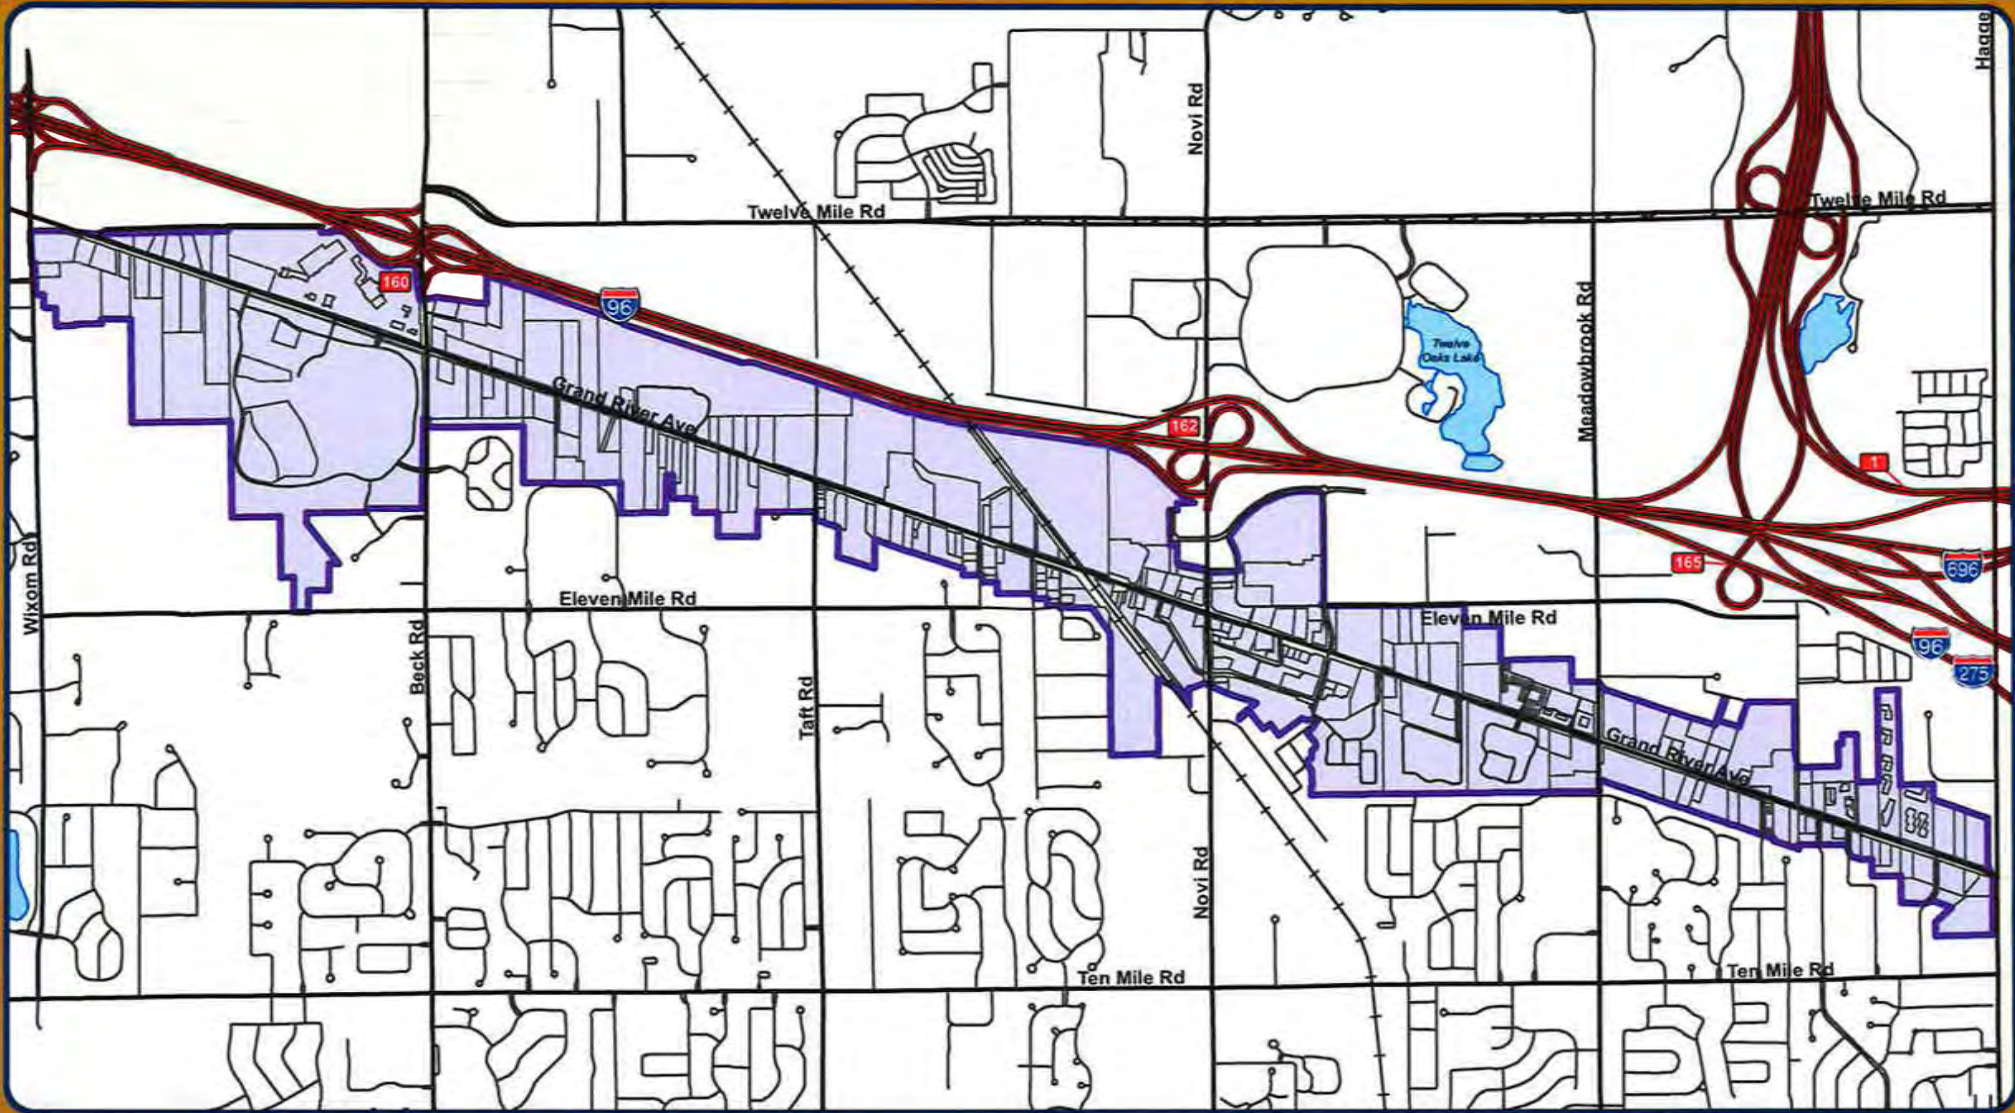 Hagge
Novi Rd
Twelve Mile Rd
Twelve Mile Rd
160
96
Twelve
Oaks Lake
Meadowbrook Rd
Grand River Ave
162
1
165
696
Wixom Rd
Eleven Mile Rd
Eleven Mile Rd
96
275
Beck Rd
Taft Rd
Grand River Ave
Novi Rd
Ten Mile Rd
Ten Mile Rd